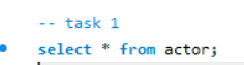 -- task 1
select * from actor;